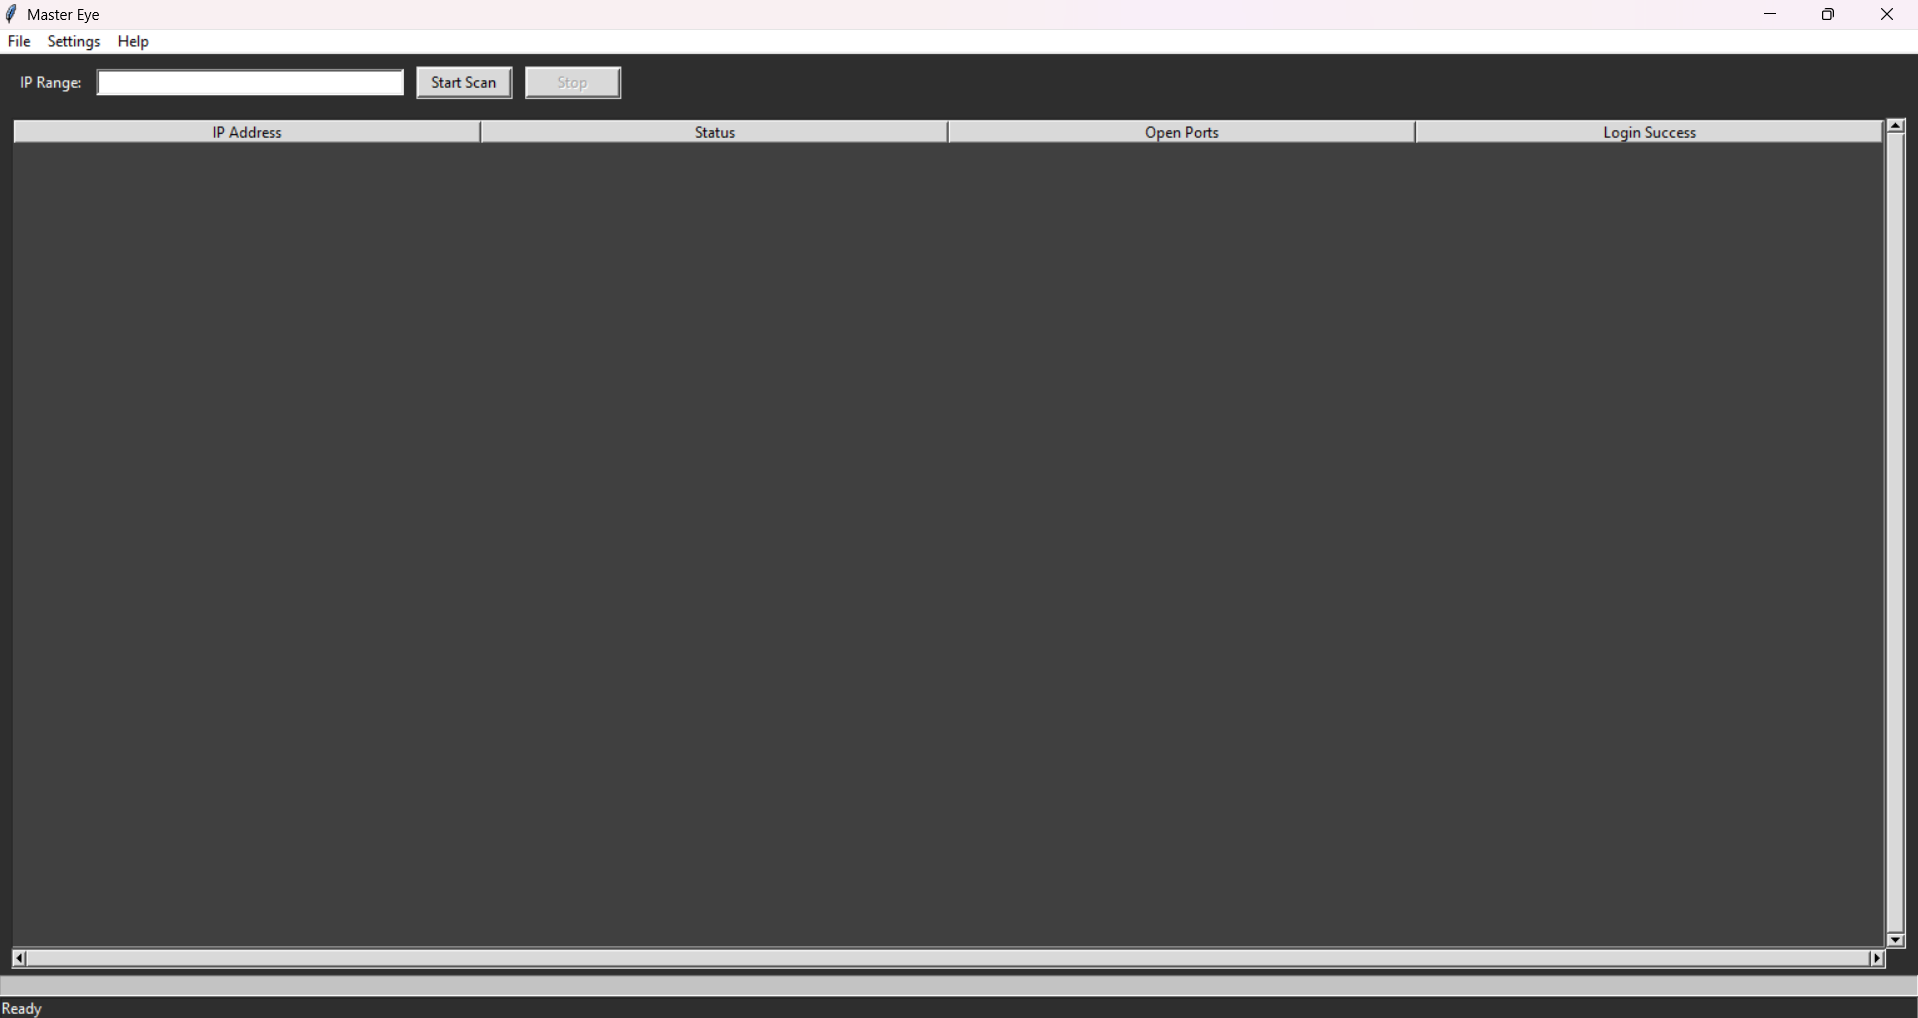 Master Eye
File Settings Help
IP Range: Start Scan Stop
IP Address Status Open Ports Login Success
Ready